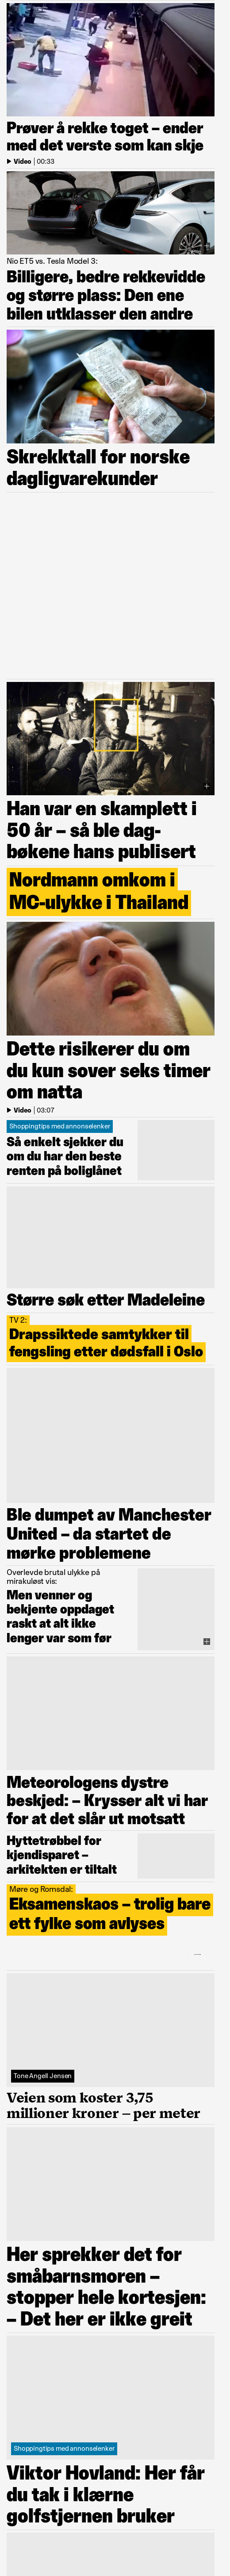 Prøver å rekke toget – ender
med det verste som kan skje
Video | 00:33
Nio ET5 vs. Tesla Model 3:
Billigere, bedre rekkevidde
og større plass: Den ene
bilen utklasser den andre
Skrekktall for norske
dagligvarekunder
Han var en skamplett i
50 år – så ble dag-
bøkene hans publisert
Nordmann omkom i
MC-ulykke i Thailand
Dette risikerer du om
du kun sover seks timer
om natta
Video | 03:07
Shoppingtips med annonselenker
Så enkelt sjekker du
om du har den beste
renten på boliglånet
Større søk etter Madeleine
TV 2:
Drapssiktede samtykker til
fengsling etter dødsfall i Oslo
Ble dumpet av Manchester
United – da startet de
mørke problemene
Overlevde brutal ulykke på
mirakuløst vis:
Men venner og
bekjente oppdaget
raskt at alt ikke
lenger var som før
Meteorologens dystre
beskjed: – Krysser alt vi har
for at det slår ut motsatt
Hyttetrøbbel for
kjendisparet –
arkitekten er tiltalt
Møre og Romsdal:
Eksamenskaos – trolig bare
ett fylke som avlyses
Tone Angell Jensen
Veien som koster 3,75
millioner kroner – per meter
Her sprekker det for
småbarnsmoren –
stopper hele kortesjen:
– Det her er ikke greit
Shoppingtips med annonselenker
Viktor Hovland: Her får
du tak i klærne
golfstjernen bruker